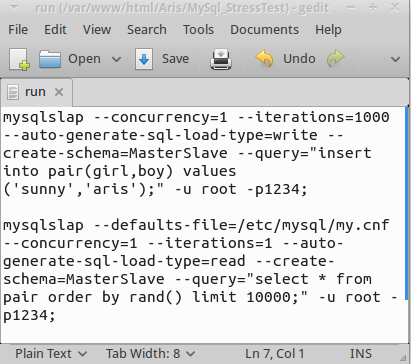 run (/var/www/html/Aris/MySql_StressTest) - gedit
File Edit View Search Tools Documents Help
Open Save Undo
run
mysqlslap --concurrency=1 --iterations=1000
--auto-generate-sql-load-type=write --
create-schema=MasterSlave --query="insert
into pair(girl,boy) values
('sunny','aris');" -u root -p1234;

mysqlslap --defaults-file=/etc/mysql/my.cnf
--concurrency=1 --iterations=1 --auto-
generate-sql-load-type=read --create-
schema=MasterSlave --query="select * from
pair order by rand() limit 10000;" -u root -
p1234;
Plain Text Tab Width: 8 Ln 7, Col 1 INS